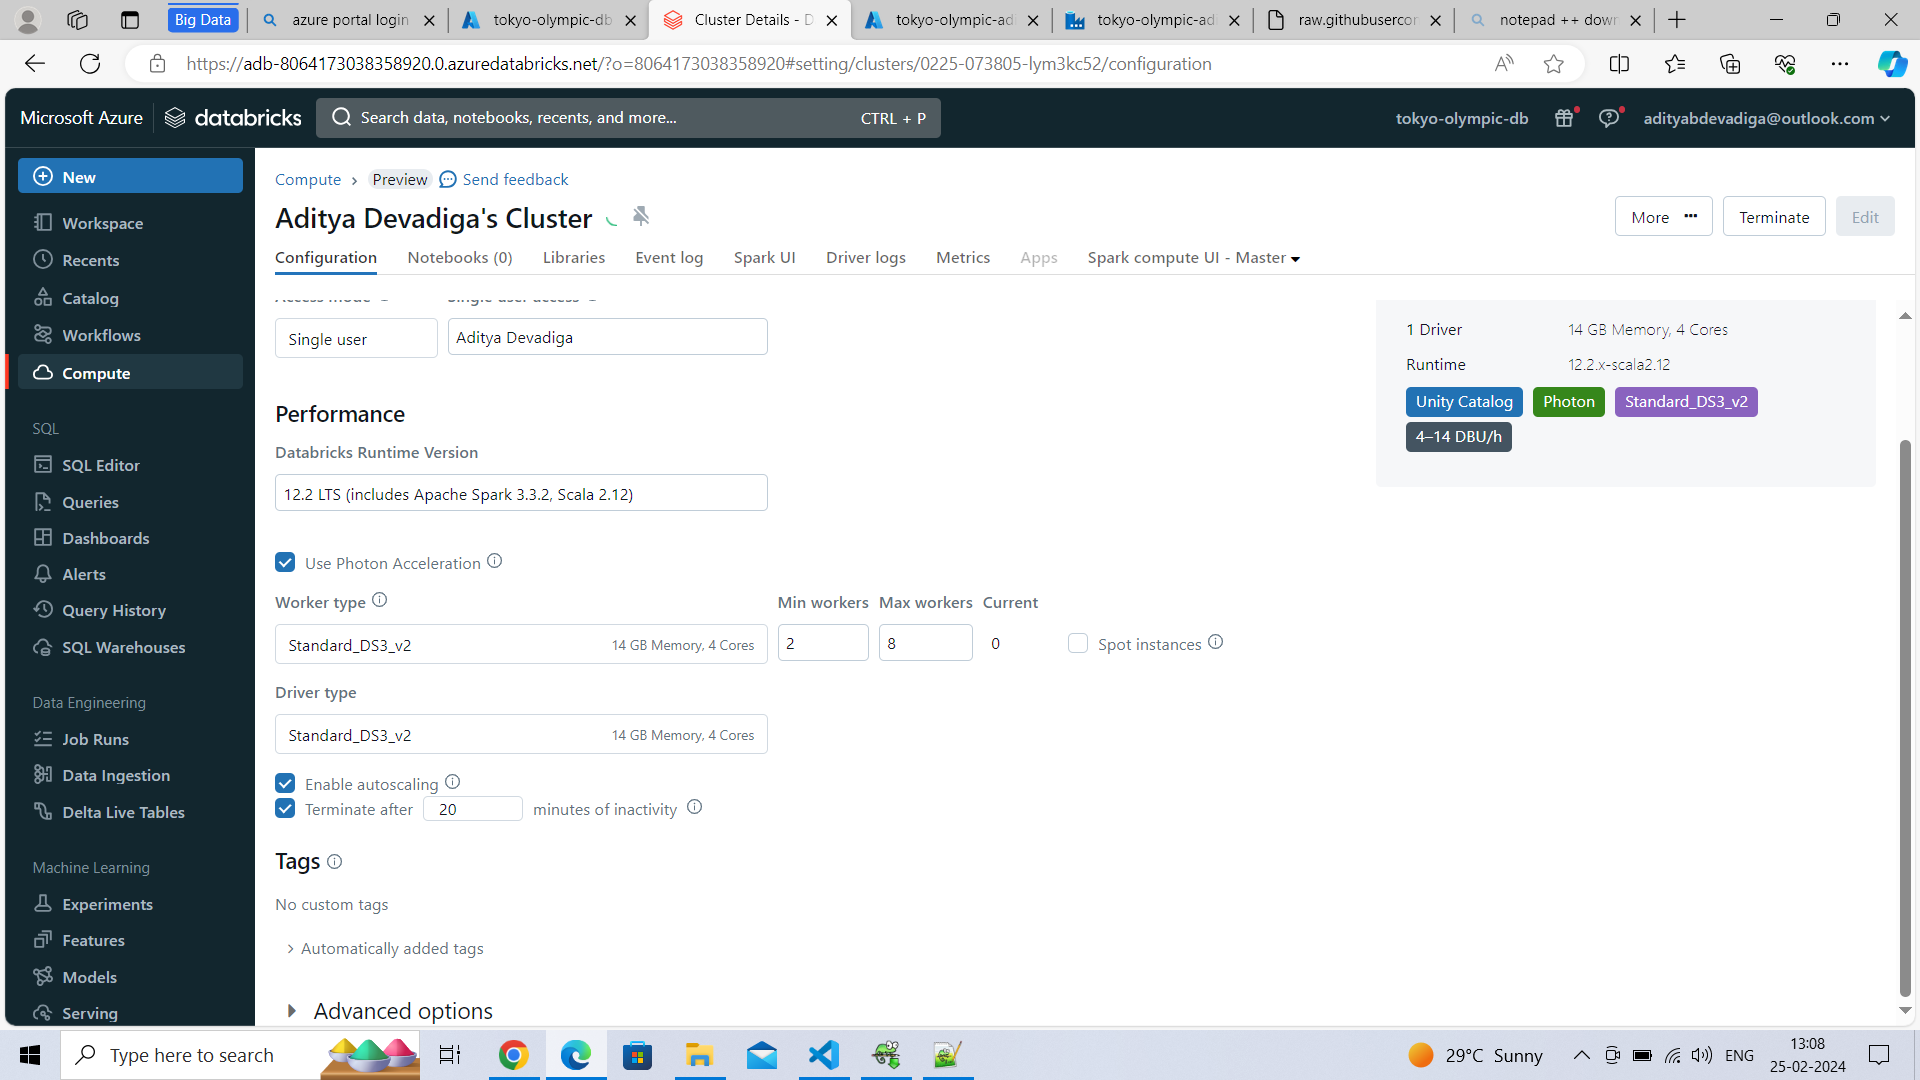 Big Data
azure portal login
tokyo-olympic-db
Cluster Details - D
tokyo-olympic-ad
tokyo-olympic-ad
raw.githubusercon
notepad ++ down
https://adb-8064173038358920.0.azuredatabricks.net/?o=8064173038358920#setting/clusters/0225-073805-lym3kc52/configuration
Microsoft Azure
databricks
Search data, notebooks, recents, and more...
CTRL + P
tokyo-olympic-db
adityabdevadiga@outlook.com
New
Workspace
Recents
Catalog
Workflows
Compute
SQL
SQL Editor
Queries
Dashboards
Alerts
Query History
SQL Warehouses
Data Engineering
Job Runs
Data Ingestion
Delta Live Tables
Machine Learning
Experiments
Features
Models
Serving
Compute > Preview Send feedback
Aditya Devadiga's Cluster
More ...
Terminate
Edit
Configuration
Notebooks (0)
Libraries
Event log
Spark UI
Driver logs
Metrics
Apps
Spark compute UI - Master
Access mode
Single user access
Single user
Aditya Devadiga
Performance
Databricks Runtime Version
12.2 LTS (includes Apache Spark 3.3.2, Scala 2.12)
Use Photon Acceleration
Worker type
Min workers
Max workers
Current
Standard_DS3_v2
14 GB Memory, 4 Cores
2
8
0
Spot instances
Driver type
Standard_DS3_v2
14 GB Memory, 4 Cores
Enable autoscaling
Terminate after 20 minutes of inactivity
Tags
No custom tags
> Automatically added tags
Advanced options
1 Driver
14 GB Memory, 4 Cores
Runtime
12.2.x-scala2.12
Unity Catalog
Photon
Standard_DS3_v2
4–14 DBU/h
Type here to search
29°C Sunny
ENG
13:08
25-02-2024